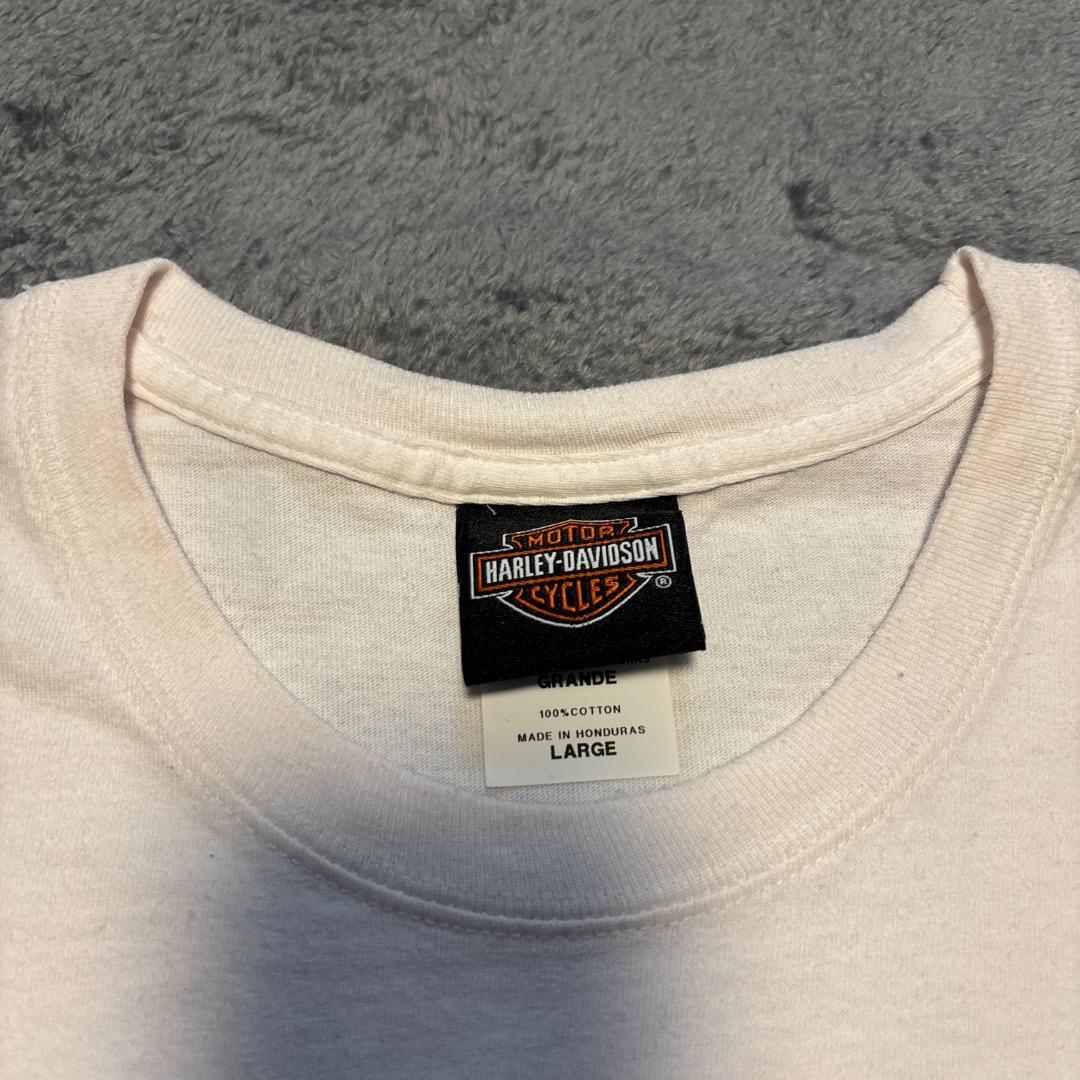 MOTOR
HARLEY-DAVIDSON
CYCLES
®
GRANDE
100%COTTON
MADE IN HONDURAS
LARGE